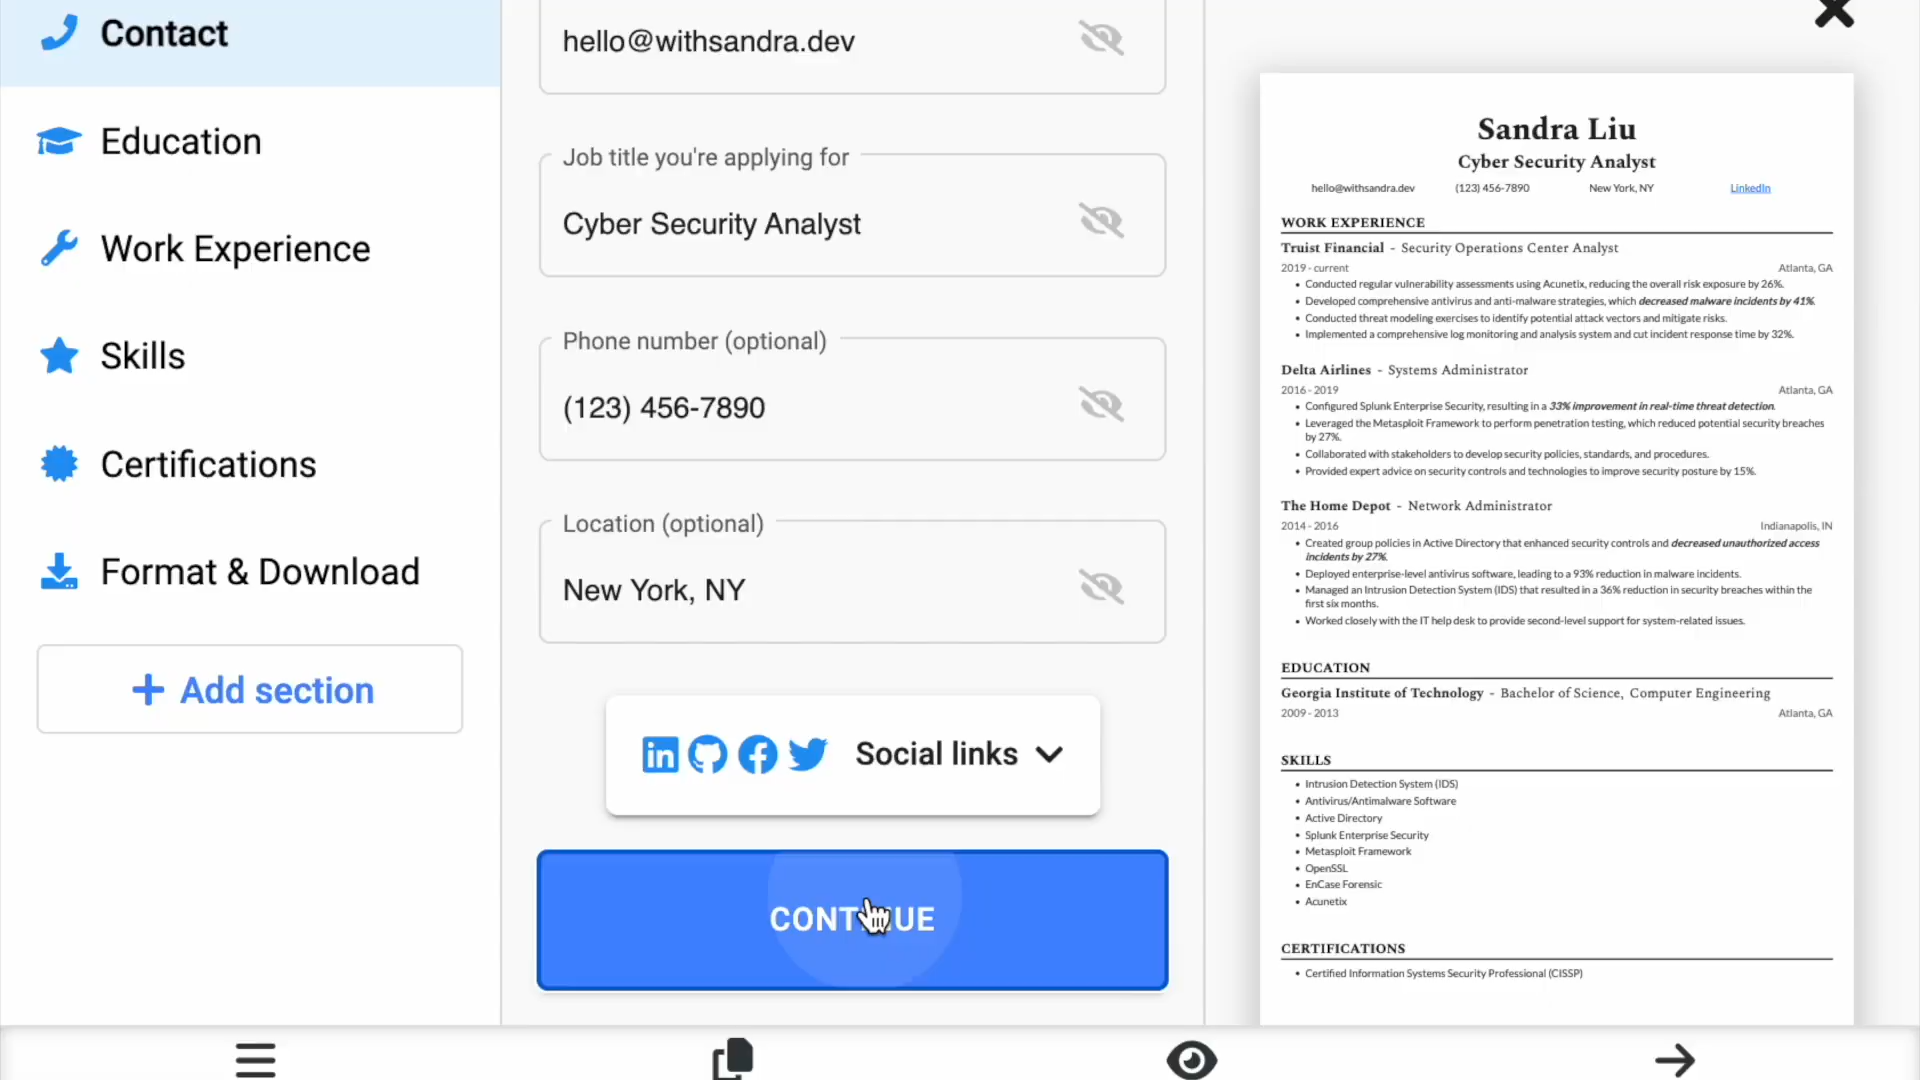 Contact
Education
Work Experience
Skills
Certifications
Format & Download
Add section
hello@withsandra.dev
Job title you're applying for
Cyber Security Analyst
Phone number (optional)
(123) 456-7890
Location (optional)
New York, NY
Social links
Sandra Liu
Cyber Security Analyst
hello@withsandra.dev (123) 456-7890 New York, NY LinkedIn
WORK EXPERIENCE
Truist Financial - Security Operations Center Analyst
2019 - current Atlanta, GA
• Conducted regular vulnerability assessments using Acunetix, reducing the overall risk exposure by 26%.
• Developed comprehensive antivirus and anti-malware strategies, which decreased malware incidents by 41%.
• Conducted threat modeling exercises to identify potential attack vectors and mitigate risks.
• Implemented a comprehensive log monitoring and analysis system and cut incident response time by 32%.
Delta Airlines - Systems Administrator
2016 - 2019 Atlanta, GA
• Configured Splunk Enterprise Security, resulting in a 33% improvement in real-time threat detection.
• Leveraged the Metasploit Framework to perform penetration testing, which reduced potential security breaches
by 27%.
• Collaborated with stakeholders to develop security policies, standards, and procedures.
• Provided expert advice on security controls and technologies to improve security posture by 15%.
The Home Depot - Network Administrator
2014 - 2016 Indianapolis, IN
• Created group policies in Active Directory that enhanced security controls and decreased unauthorized access
incidents by 27%.
• Deployed enterprise-level antivirus software, leading to a 93% reduction in malware incidents.
• Managed an Intrusion Detection System (IDS) that resulted in a 36% reduction in security breaches within the
first six months.
• Worked closely with the IT help desk to provide second-level support for system-related issues.
EDUCATION
Georgia Institute of Technology - Bachelor of Science, Computer Engineering
2009 - 2013 Atlanta, GA
SKILLS
• Intrusion Detection System (IDS)
• Antivirus/Antimalware Software
• Active Directory
• Splunk Enterprise Security
• Metasploit Framework
• OpenSSL
• EnCase Forensic
• Acunetix
CERTIFICATIONS
• Certified Information Systems Security Professional (CISSP)